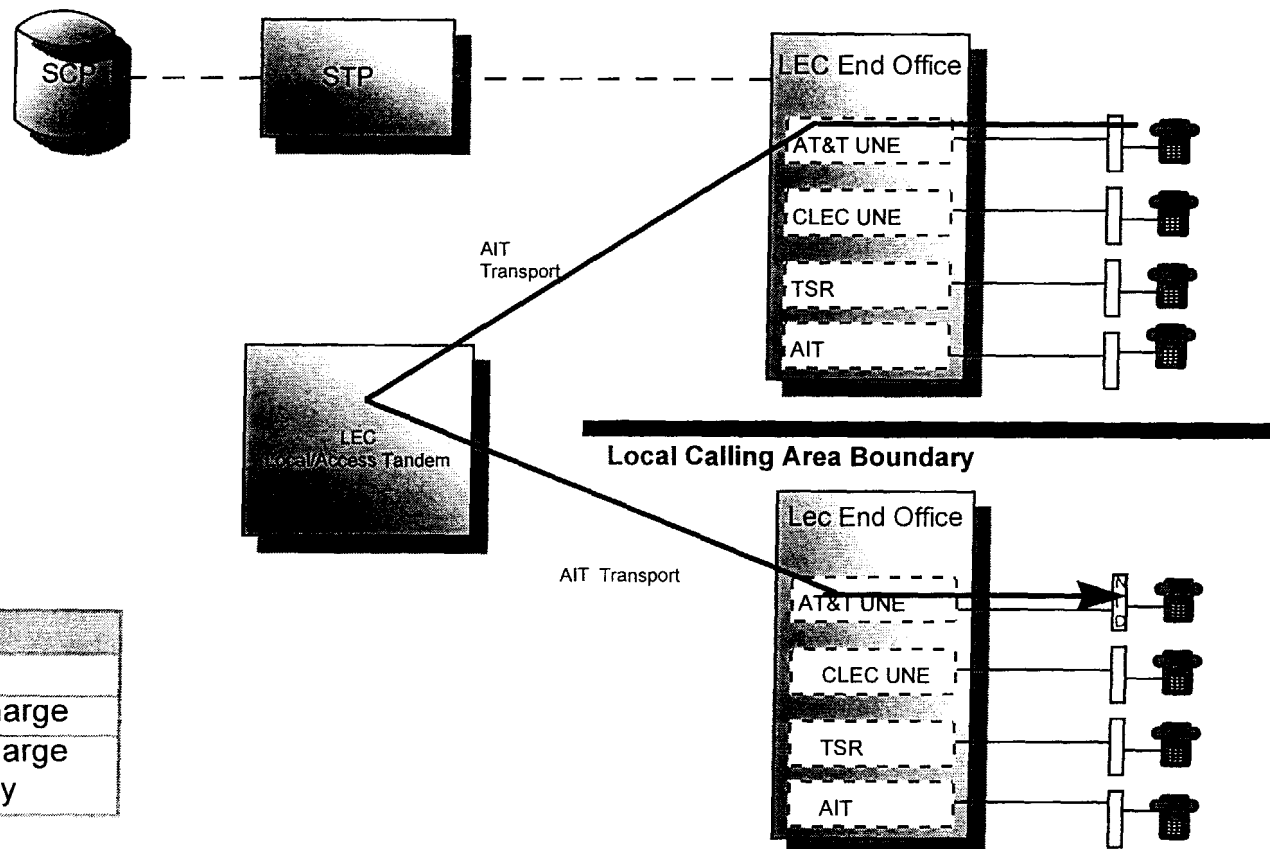 SCP
STP
LEC End Office
AT&T UNE
CLEC UNE
TSR
AIT
AIT
Transport
LEC
Local/Access Tandem
Local Calling Area Boundary
Lec End Office
AIT Transport
AT&T UNE
NID
CLEC UNE
TSR
AIT
arge
arge
y